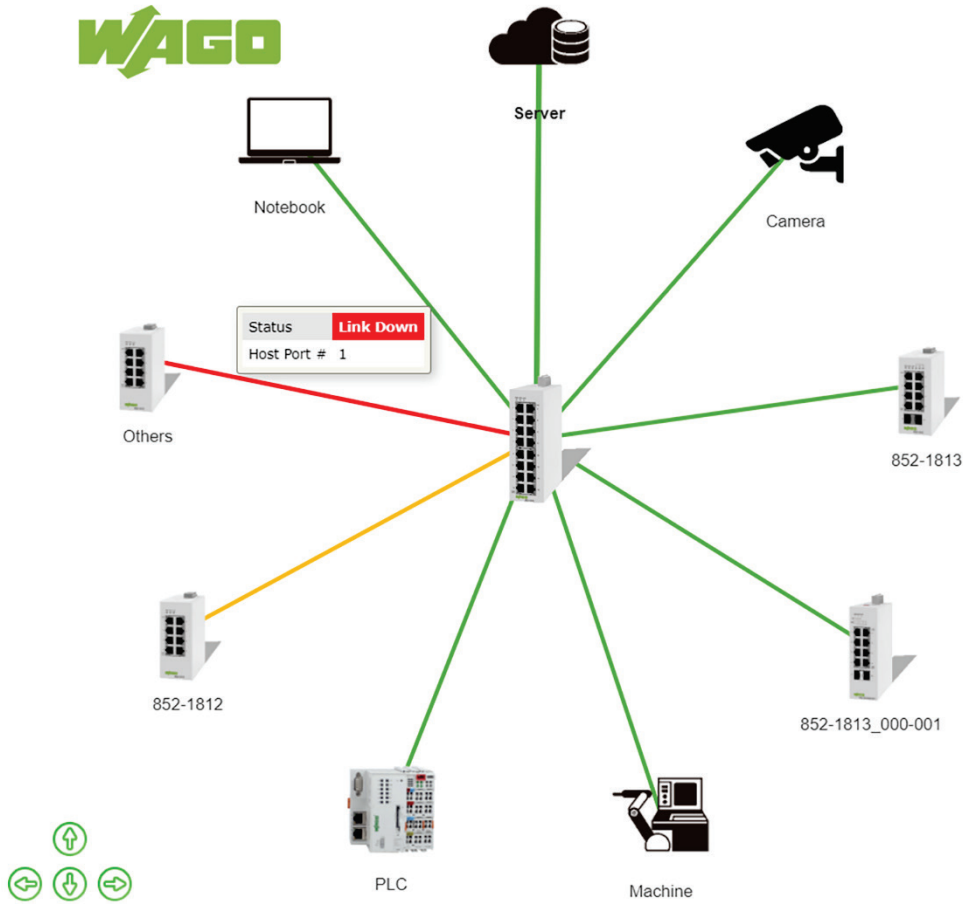 WAGO
Server
Notebook
Camera
Status Link Down
Host Port # 1
Others
852-1813
852-1812
852-1813_000-001
PLC
Machine